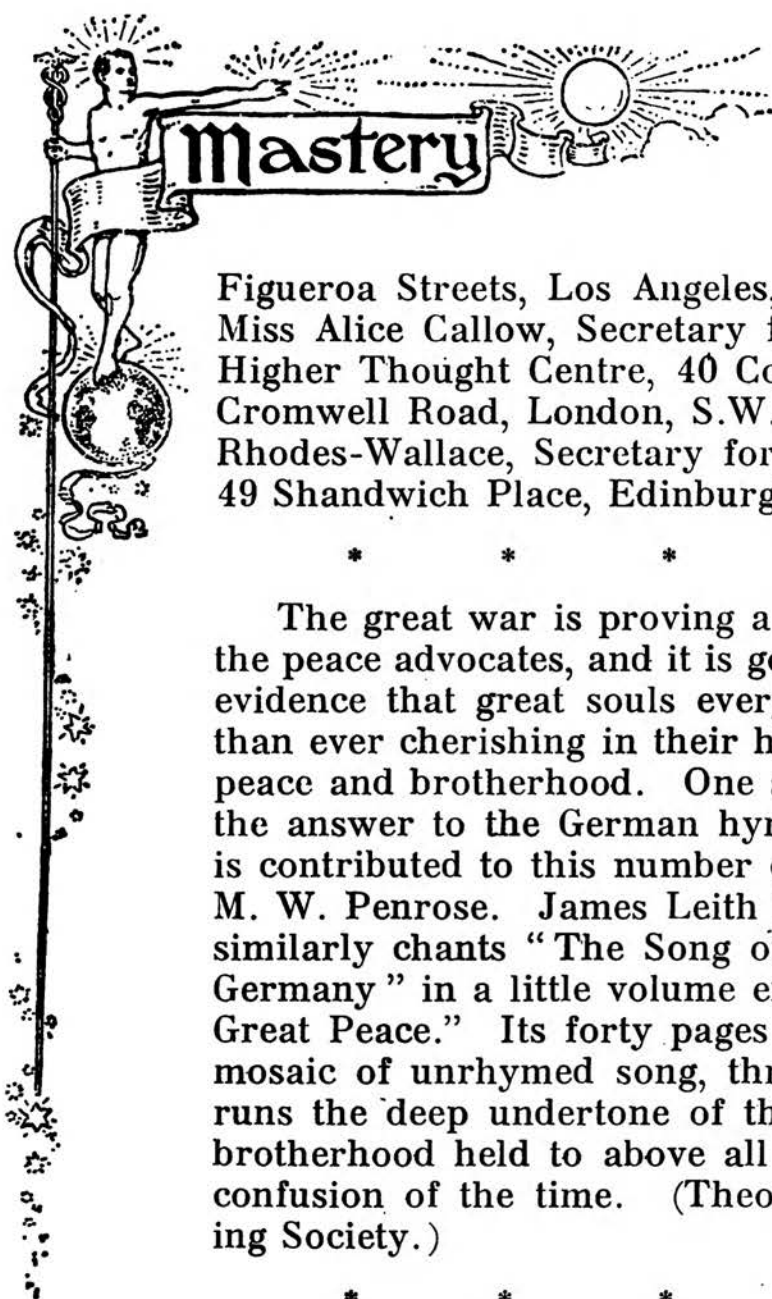 Mastery
Figueroa Streets, Los Angeles,
Miss Alice Callow, Secretary
Higher Thought Centre, 40 Co
Cromwell Road, London, S.W.
Rhodes-Wallace, Secretary for
49 Shandwich Place, Edinburg
* * *
The great war is proving a
the peace advocates, and it is
evidence that great souls ever
than ever cherishing in their h
peace and brotherhood. One
the answer to the German hy
is contributed to this number
M. W. Penrose. James Leith
similarly chants “The Song o
Germany” in a little volume e
Great Peace.” Its forty pages
mosaic of unrhymed song, thr
runs the deep undertone of th
brotherhood held to above all
confusion of the time. (Theo
ing Society.)
* * *